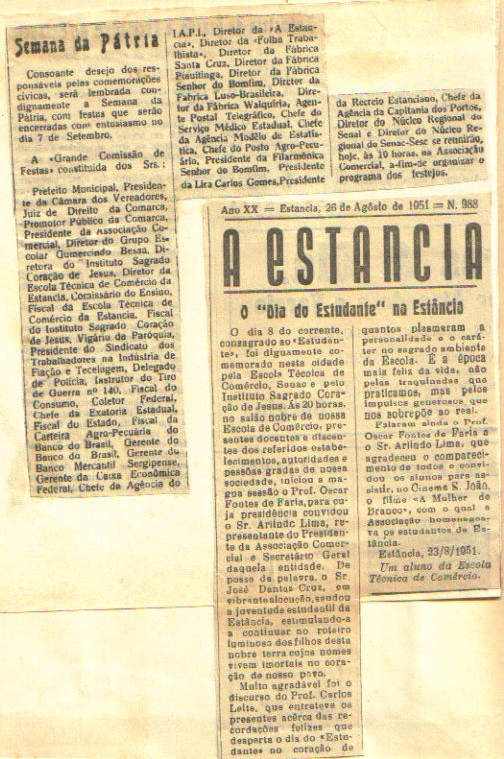 Semana da Pátria
Consoante desejo dos res-
ponsáveis pelas comemorações
cívicas, será lembrada con-
dignamente a Semana da
Pátria, com festas que serão
encerradas com entusiasmo no
dia 7 de Setembro.
A «Grande Comissão de
Festas» constituida dos Srs.:
Prefeito Municipal, Presiden-
te da Câmara dos Vereadores,
Juiz de Direito da Comarca,
Promotor Público da Comarca,
Presidente da Associação Co-
mercial, Diretor do Grupo Es-
colar Gumercindo Bessa, Di-
retora do Instituto Sagrado
Coração de Jesus, Diretor da
Escola Técnica de Comércio da
Estancia, Comissário do Ensino,
Fiscal da Escola Técnica de
Comércio da Estancia, Fiscal
do Instituto Sagrado Coração
de Jesus, Vigário da Paróquia,
Presidente do Sindicato dos
Trabalhadores na Indústria de
Fiação e Tecelagem, Delegado
de Polícia, Instrutor do Tiro
de Guerra nº 140, Fiscal do
Consumo, Coletor Federal,
Chefe da Exatoria Estadual,
Fiscal do Estado, Fiscal da
Carteira Agro-Pecuária do
Banco do Brasil, Gerente do
Banco do Brasil, Gerente do
Banco Mercantil Sergipense,
Gerente da Caixa Econômica
Federal, Chefe da Agência do
I.A.P.I., Diretor da «A Estan-
cia», Diretor da «Folha Traba-
lhista», Diretor da Fábrica
Santa Cruz, Diretor da Fábrica
Piauitinga, Diretor da Fábrica
Senhor do Bomfim, Diretor da
Fabrica Luso-Brasileira, Dire-
tor da Fábrica Walquíria, Agen-
te Postal Telegráfico, Chefe do
Serviço Médico Estadual, Chefe
da Agência Modêlo de Estatís-
tica, Chefe do Posto Agro-Pecu-
ário, Presidente da Filarmônica
Senhor do Bomfim, Presidente
da Lira Carlos Gomes, Presidente
da Recreio Estanciano, Chefe da
Agência da Capitania dos Portos,
Diretor do Núcleo Regional do
Senai e Diretor do Núcleo Re-
gional do Senac-Sesc se reunirão,
hoje, às 10 horas, na Associação
Comercial, a-fim-de organizar o
programa dos festejos.
Ano XX = Estancia, 26 de Agôsto de 1951 = N. 988
A ESTANCIA
O "Dia do Estudante" na Estância
O dia 8 do corrente,
consagrado ao «Estudan-
te», foi diguamente co-
memorado nesta cidade
pela Escola Técnica de
Comércio, Senac e pelo
Instituto Sagrado Cora-
ção de Jesus. Às 20 horas,
no salão nobre de nossa
Escola de Comércio, pre-
sentes docentes e discen-
tes dos referidos estabe-
lecimentos, autoridades e
pessôas gradas de nossa
sociedade, iniciou a ma-
gna sessão o Prof. Oscar
Fontes de Faria, para cu-
ja presidência convidou
o Sr. Arlindo Lima, re-
presentante do Presiden-
te da Associação Comer-
cial e Secretário Geral
daquela entidade. De
posse da palavra, o Sr.
José Dantas Cruz, em
vibrante alocução, saudou
a juventude estudantil da
Estância, estimulando-a
a continuar no roteiro
luminoso dos filhos desta
nobre terra cujos nomes
vivem imortais no cora-
ção de nosso povo.
Muito agradável foi o
discurso do Prof. Carlos
Leite, que entreteve os
presentes acêrca das re-
cordações felizes que
desperta o dia do «Estu-
dante» no coração de
quantos plasmaram a
personalidade e o cará-
ter no sagrado ambiente
da Escola. É a época
mais feliz da vida, não
pelas traquinadas que
praticamos, mas pelos
impulsos generosos que
nos sobrepõe ao real.
Falaram ainda o Prof.
Oscar Fontes de Faria e
o Sr. Arlindo Lima, que
agradeceu o compareci-
mento de todos e convi-
dou os alunos para as-
sistir, no Cinema S. João,
o filme «A Mulher de
Branco», com o qual a
Associação homenagea-
va os estudantes de Es-
tância.
Estância, 23/8/1951.
Um aluno da Escola
Técnica de Comércio.